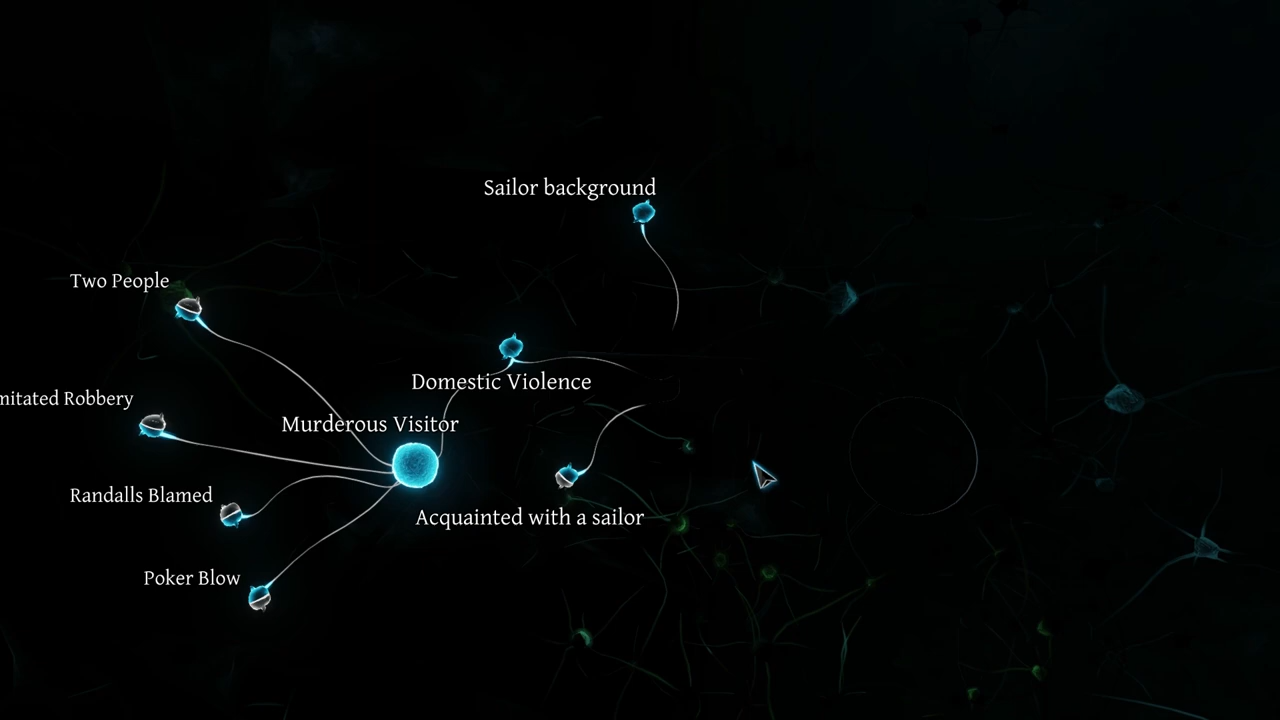 Sailor background
Two People
Domestic Violence
mitated Robbery
Murderous Visitor
Randalls Blamed
Acquainted with a sailor
Poker Blow